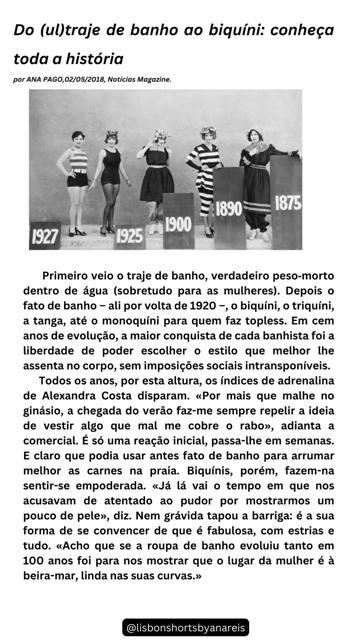 Do (ul)traje de banho ao biquíni: conheça
toda a história
por ANA PAGO,02/05/2018, Notícias Magazine.
1927
1925
1900
1890
1875
Primeiro veio o traje de banho, verdadeiro peso-morto
dentro de água (sobretudo para as mulheres). Depois o
fato de banho – ali por volta de 1920 –, o biquíni, o triquíni,
a tanga, até o monoquíni para quem faz topless. Em cem
anos de evolução, a maior conquista de cada banhista foi a
liberdade de poder escolher o estilo que melhor lhe
assenta no corpo, sem imposições sociais intransponíveis.
Todos os anos, por esta altura, os índices de adrenalina
de Alexandra Costa disparam. «Por mais que malhe no
ginásio, a chegada do verão faz-me sempre repelir a ideia
de vestir algo que mal me cobre o rabo», adianta a
comercial. É só uma reação inicial, passa-lhe em semanas.
E claro que podia usar antes fato de banho para arrumar
melhor as carnes na praia. Biquínis, porém, fazem-na
sentir-se empoderada. «Já lá vai o tempo em que nos
acusavam de atentado ao pudor por mostrarmos um
pouco de pele», diz. Nem grávida tapou a barriga: é a sua
forma de se convencer de que é fabulosa, com estrias e
tudo. «Acho que se a roupa de banho evoluiu tanto em
100 anos foi para nos mostrar que o lugar da mulher é à
beira-mar, linda nas suas curvas.»
@lisbonshortsbyanareis